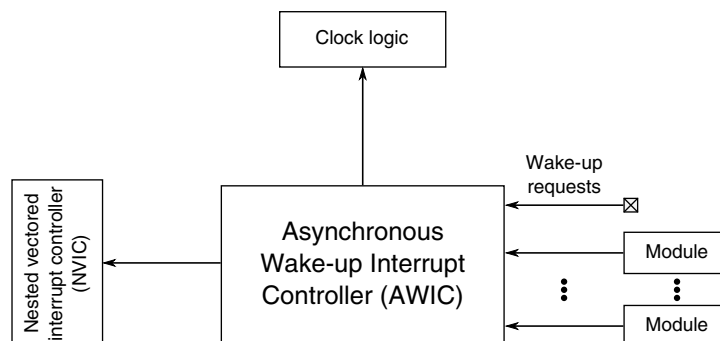 Clock logic
Wake-up
requests
Nested vectored
interrupt controller
(NVIC)
Asynchronous
Wake-up Interrupt
Controller (AWIC)
Module
Module